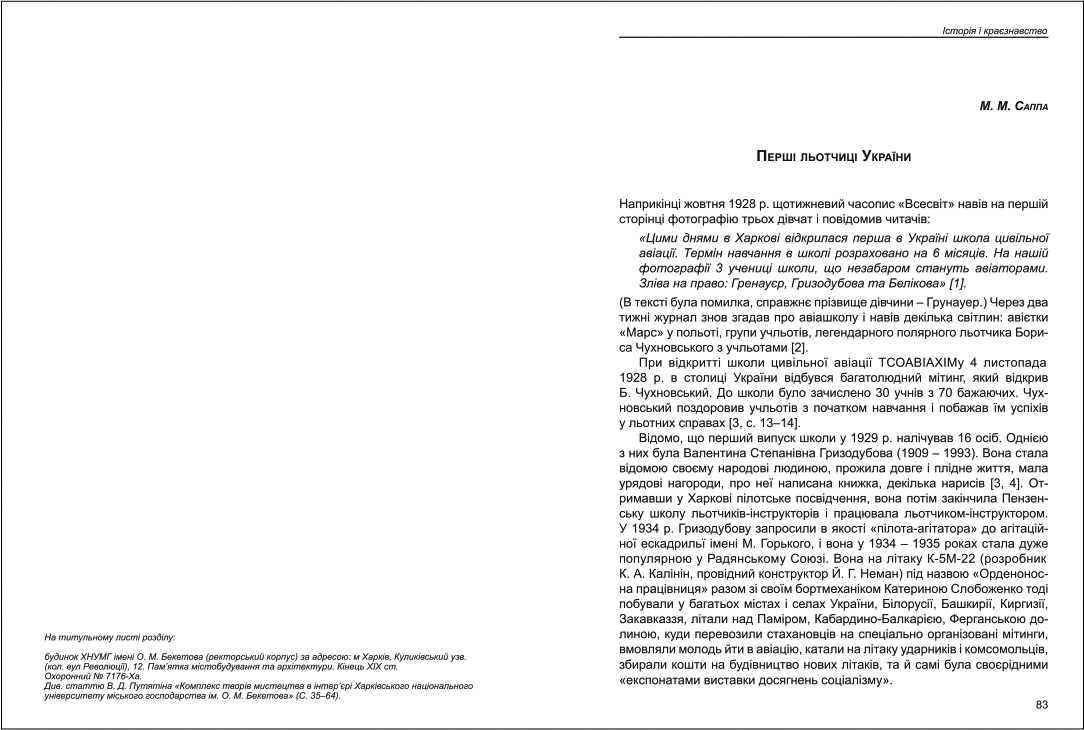 На титульному листі розділу:
будинок ХНУМГ імені О. М. Бекетова (ректорський корпус) за адресою: м Харків, Куликівський узв.
(кол. вул Революції), 12. Пам'ятка містобудування та архітектури. Кінець XIX ст.
Охоронний № 7176-Ха.
Див. статтю В. Д. Путятіна «Комплекс творів мистецтва в інтер'єрі Харківського національного
університету міського господарства ім. О. М. Бекетова» (С. 35–64).
Історія і краєзнавство
М. М. Саппа
Перші льотчиці України
Наприкінці жовтня 1928 р. щотижневий часопис «Всесвіт» навів на першій
сторінці фотографію трьох дівчат і повідомив читачів:
«Цими днями в Харкові відкрилася перша в Україні школа цивільної
авіації. Термін навчання в школі розраховано на 6 місяців. На нашій
фотографії 3 учениці школи, що незабаром стануть авіаторами.
Зліва на право: Гренауєр, Гризодубова та Бєлікова» [1].
(В тексті була помилка, справжнє прізвище дівчини – Грунауер.) Через два
тижні журнал знов згадав про авіашколу і навів декілька світлин: авієтки
«Марс» у польоті, групи учльотів, легендарного полярного льотчика Бори-
са Чухновського з учльотами [2].
При відкритті школи цивільної авіації ТСОАВІАХІМу 4 листопада
1928 р. в столиці України відбувся багатолюдний мітинг, який відкрив
Б. Чухновський. До школи було зачислено 30 учнів з 70 бажаючих. Чух-
новський поздоровив учльотів з початком навчання і побажав їм успіхів
у льотних справах [3, с. 13–14].
Відомо, що перший випуск школи у 1929 р. налічував 16 осіб. Однією
з них була Валентина Степанівна Гризодубова (1909 – 1993). Вона стала
відомою своєму народові людиною, прожила довге і плідне життя, мала
урядові нагороди, про неї написана книжка, декілька нарисів [3, 4]. От-
римавши у Харкові пілотське посвідчення, вона потім закінчила Пензен-
ську школу льотчиків-інструкторів і працювала льотчиком-інструктором.
У 1934 р. Гризодубову запросили в якості «пілота-агітатора» до агітацій-
ної ескадрильї імені М. Горького, і вона у 1934 – 1935 роках стала дуже
популярною у Радянському Союзі. Вона на літаку К-5М-22 (розробник
К. А. Калінін, провідний конструктор Й. Г. Неман) під назвою «Орденонос-
на працівниця» разом зі своїм бортмеханіком Катериною Слобоженко тоді
побували у багатьох містах і селах України, Білорусії, Башкирії, Киргизії,
Закавказзя, літали над Паміром, Кабардино-Балкарією, Ферганською до-
линою, куди перевозили стахановців на спеціально організовані мітинги,
вмовляли молодь йти в авіацію, катали на літаку ударників і комсомольців,
збирали кошти на будівництво нових літаків, та й самі була своєрідними
«експонатами виставки досягнень соціалізму».
83